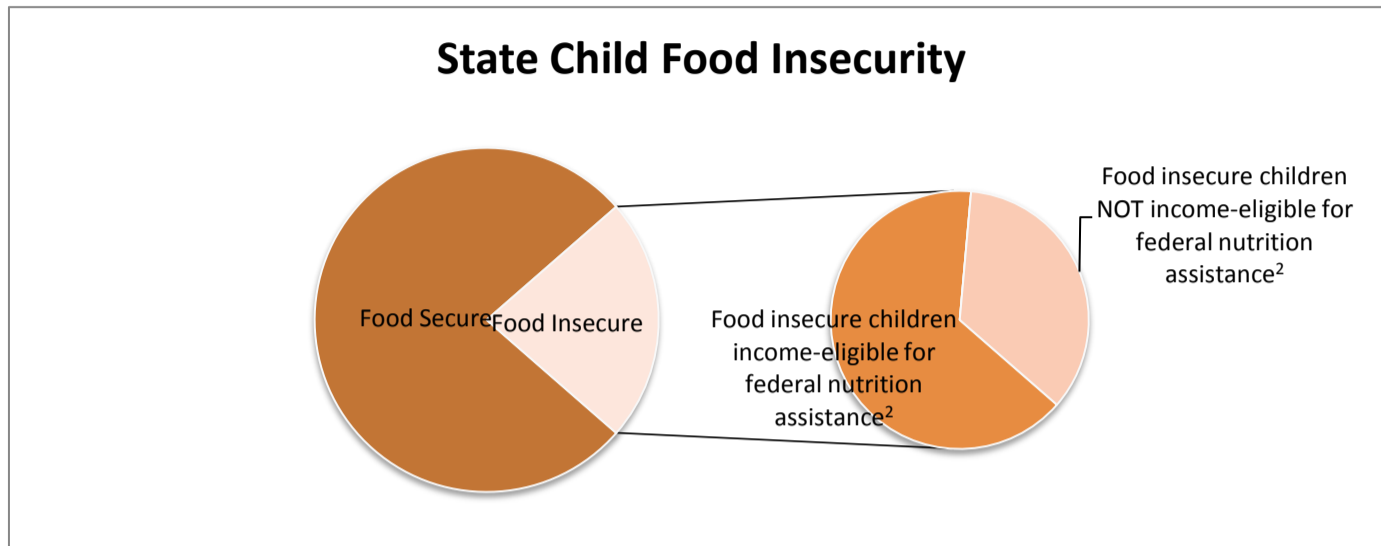 State Child Food Insecurity
Food Secure
Food Insecure
Food insecure children
income-eligible for
federal nutrition
assistance²
Food insecure children
NOT income-eligible for
federal nutrition
assistance²